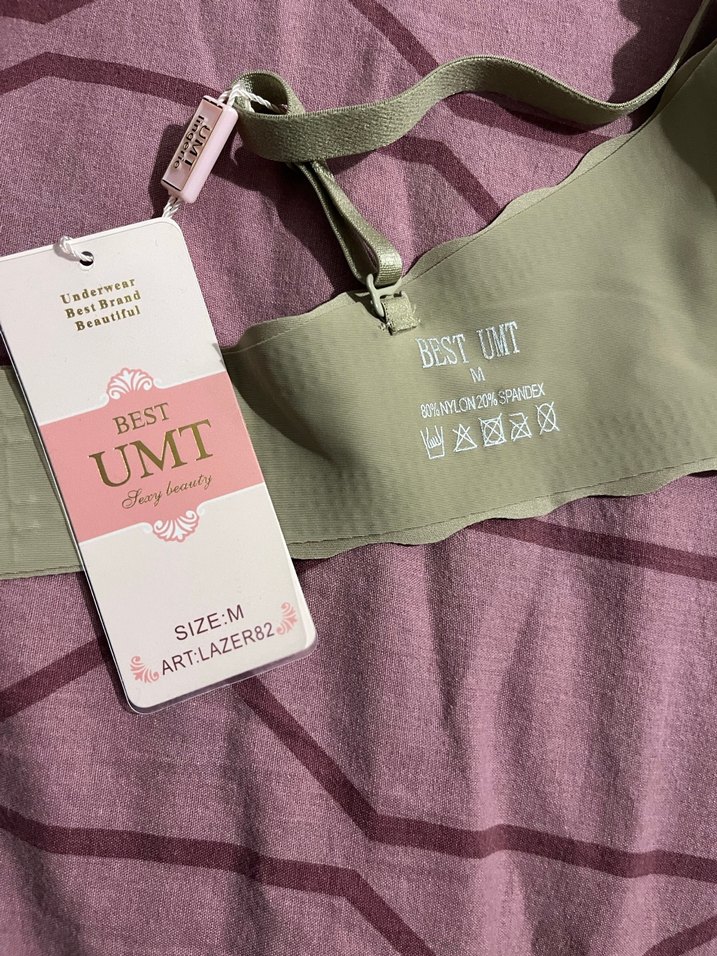 UMT
lingerie
Underwear
Best Brand
Beautiful
BEST
UMT
Sexy beauty
SIZE:M
ART:LAZER82
BEST UMT
M
80% NYLON 20% SPANDEX